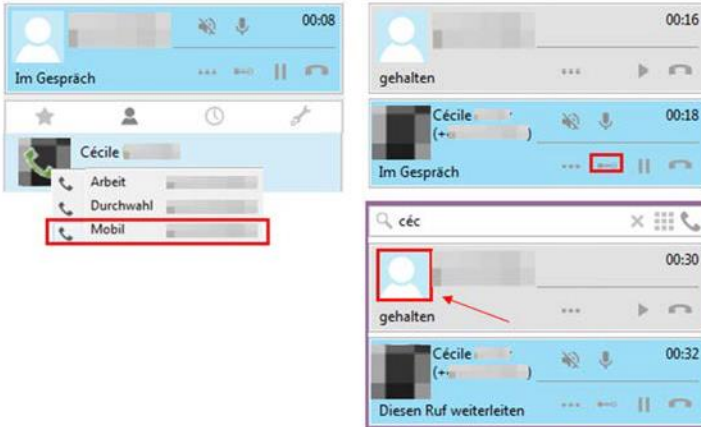 00:08
Im Gespräch
Cécile
Arbeit
Durchwahl
Mobil
00:16
gehalten
Cécile
(+
)
00:18
Im Gespräch
céc
00:30
gehalten
Cécile
(+
)
00:32
Diesen Ruf weiterleiten